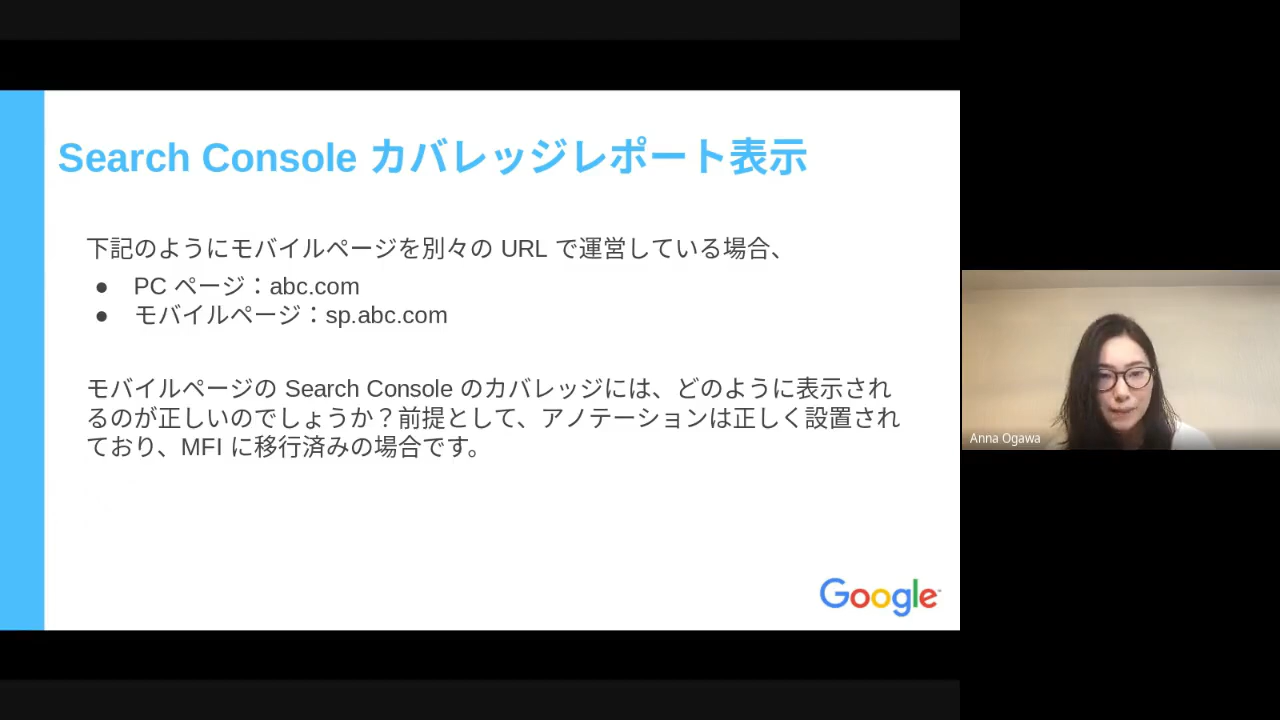 Search Console カバレッジレポート表示
下記のようにモバイルページを別々の URL で運営している場合、
● PC ページ：abc.com
● モバイルページ：sp.abc.com
モバイルページの Search Console のカバレッジには、どのように表示され
るのが正しいのでしょうか？前提として、アノテーションは正しく設置され
ており、MFI に移行済みの場合です。
Google
Anna Ogawa